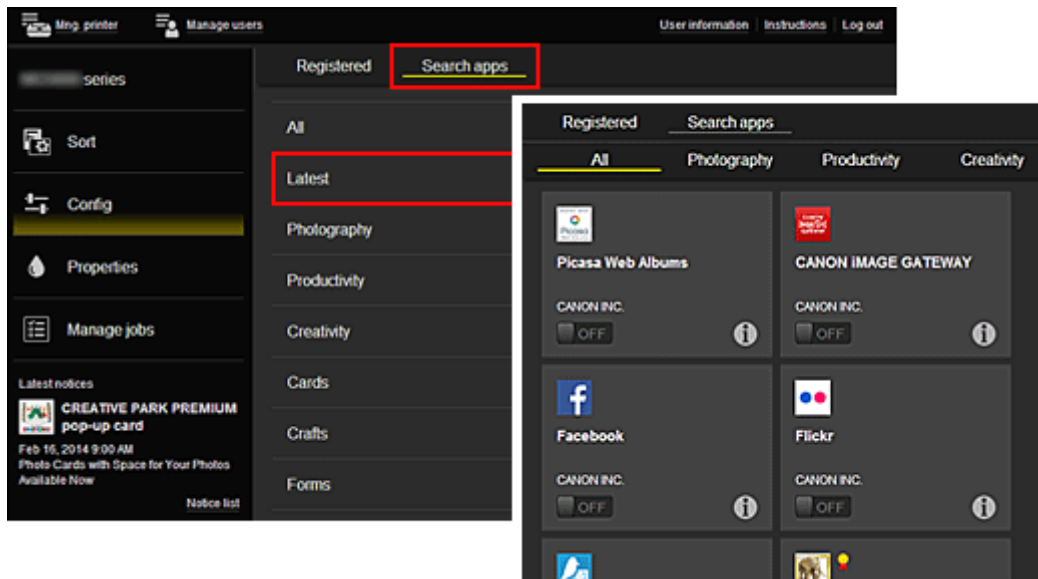 Mng. printer
Manage users
User information
Instructions
Log out
series
Sort
Config
Properties
Manage jobs
Latest notices
CREATIVE PARK PREMIUM
pop-up card
Feb 16, 2014 9:00 AM
Photo Cards with Space for Your Photos
Available Now
Notice list
Registered
Search apps
All
Latest
Photography
Productivity
Creativity
Cards
Crafts
Forms
Registered
Search apps
All
Photography
Productivity
Creativity
Picasa
Picasa Web Albums
CANON INC.
OFF
CANON iMAGE GATEWAY
CANON INC.
OFF
Facebook
CANON INC.
OFF
Flickr
CANON INC.
OFF